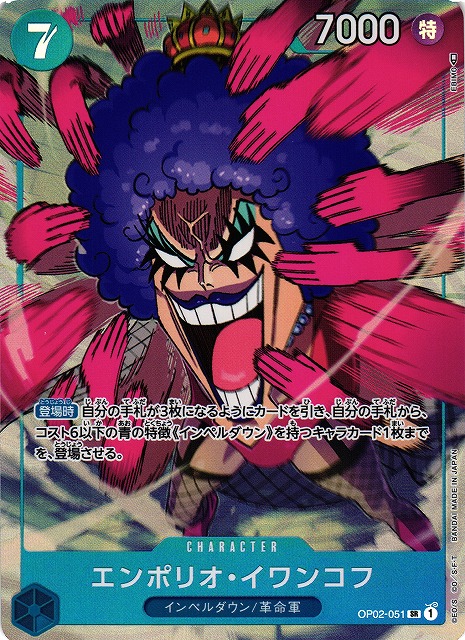 7
7000 特
EBIMO
登場時 自分の手札が3枚になるようにカードを引き、自分の手札から、
コスト6以下の青の特徴《インペルダウン》を持つキャラカード1枚まで
を、登場させる。
CHARACTER
エンポリオ・イワンコフ
インペルダウン/革命軍
OP02-051 SR 1
©E.O/S. ©O/S.F.T BANDAI MADE IN JAPAN